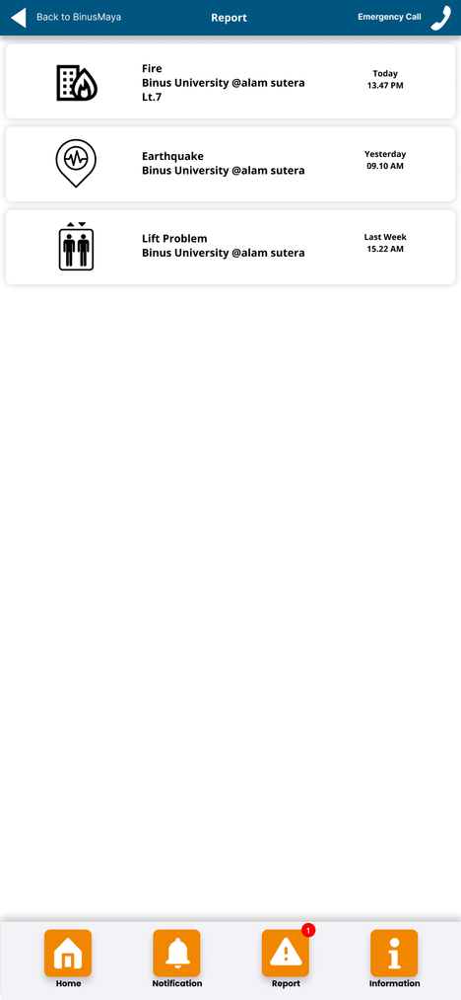 Back to BinusMaya
Report
Emergency Call
Fire
Binus University @alam sutera
Lt.7
Today
13.47 PM
Earthquake
Binus University @alam sutera
Yesterday
09.10 AM
Lift Problem
Binus University @alam sutera
Last Week
15.22 AM
1
Home
Notification
Report
Information